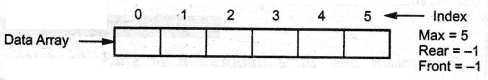 0 1 2 3 4 5 Index
Data Array
Max = 5
Rear = –1
Front = –1